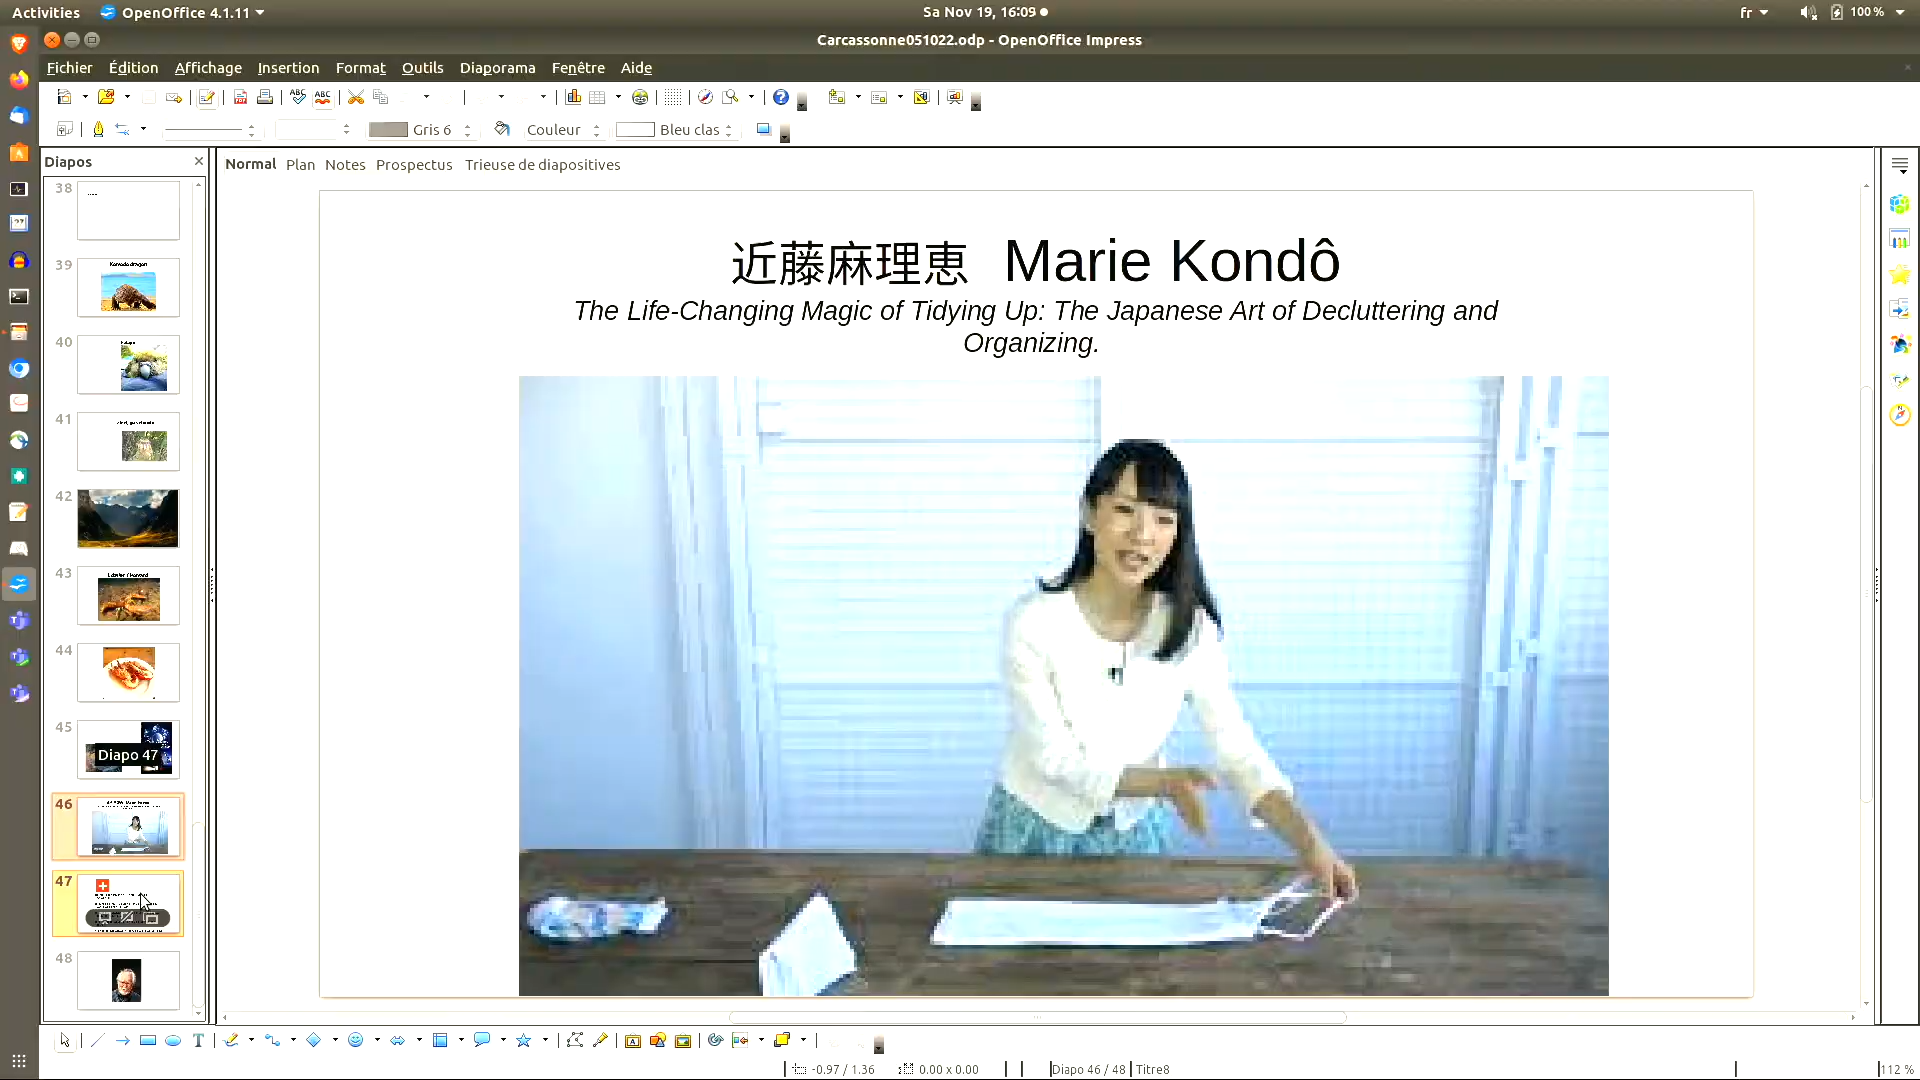 Activities
OpenOffice 4.1.11
Sa Nov 19, 16:09
fr
100 %
Carcassonne051022.odp - OpenOffice Impress
Fichier Édition Affichage Insertion Format Outils Diaporama Fenêtre Aide
Gris 6
Couleur
Bleu clas
Diapos
Normal Plan Notes Prospectus Trieuse de diapositives
38
39
Komodo dragon
40
41
42
43
44
45
Diapo 47
46
47
48
近藤麻理恵 Marie Kondô
The Life-Changing Magic of Tidying Up: The Japanese Art of Decluttering and
Organizing.
-0.97 / 1.36
0.00 x 0.00
Diapo 46 / 48
Titre8
112 %